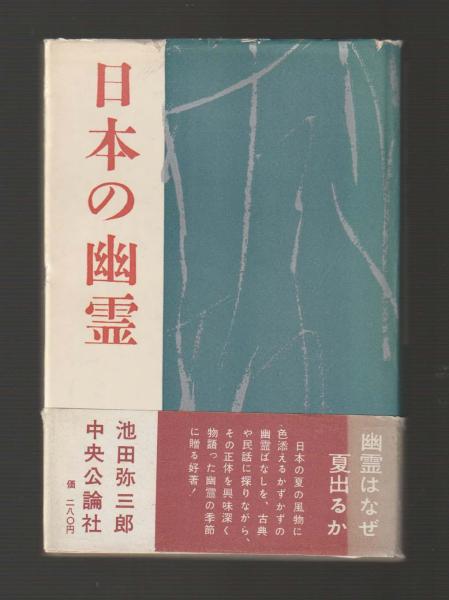 日本の幽霊
幽霊はなぜ
夏出るか
日本の夏の風物に
色添えるかずかずの
幽霊ばなしを、古典
や民話に探りながら、
その正体を興味深く
物語った幽霊の季節
に贈る好著!
池田弥三郎
中央公論社
価 二八〇円